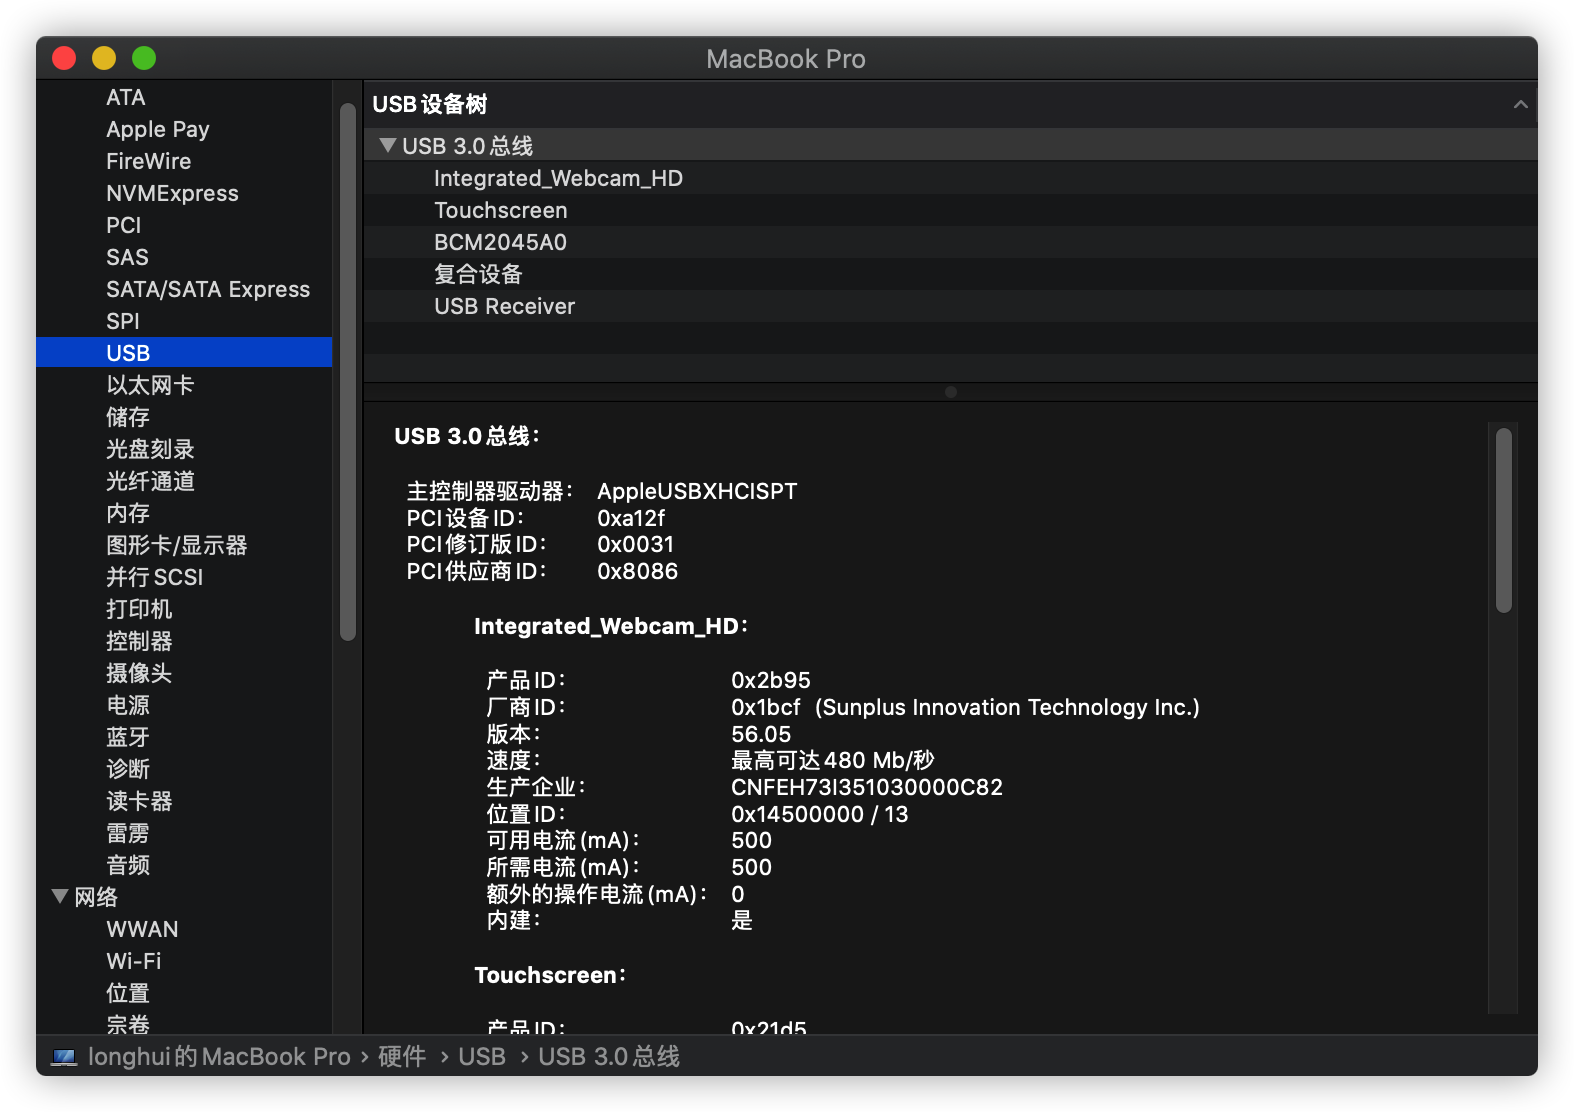 MacBook Pro
ATA
Apple Pay
FireWire
NVMExpress
PCI
SAS
SATA/SATA Express
SPI
USB
以太网卡
储存
光盘刻录
光纤通道
内存
图形卡/显示器
并行 SCSI
打印机
控制器
摄像头
电源
蓝牙
诊断
读卡器
雷雳
音频
网络
WWAN
Wi-Fi
位置
宗卷
USB 设备树
USB 3.0 总线
Integrated_Webcam_HD
Touchscreen
BCM2045A0
复合设备
USB Receiver
USB 3.0 总线：
主控制器驱动器： AppleUSBXHCISPT
PCI 设备 ID： 0xa12f
PCI 修订版 ID： 0x0031
PCI 供应商 ID： 0x8086
Integrated_Webcam_HD：
产品 ID： 0x2b95
厂商 ID： 0x1bcf (Sunplus Innovation Technology Inc.)
版本： 56.05
速度： 最高可达 480 Mb/秒
生产企业： CNFEH73I351030000C82
位置 ID： 0x14500000 / 13
可用电流 (mA)： 500
所需电流 (mA)： 500
额外的操作电流 (mA)： 0
内建： 是
Touchscreen：
产品 ID： 0x21d5
longhui的 MacBook Pro › 硬件 › USB › USB 3.0 总线